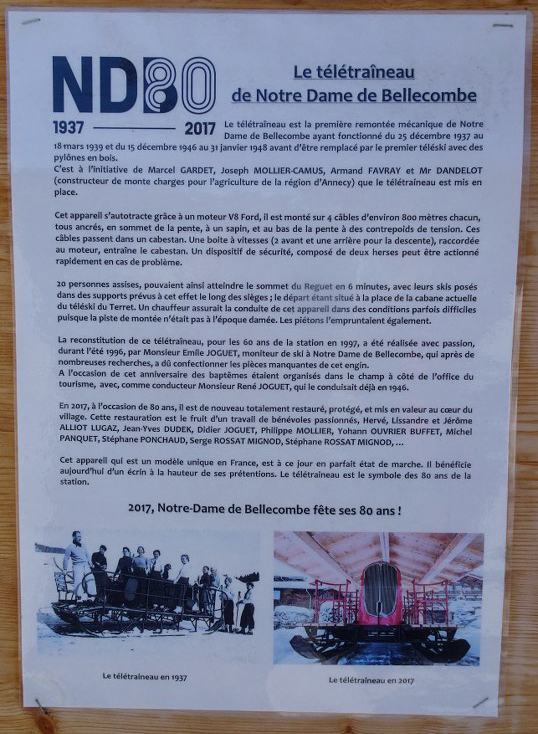 NDB80
1937 2017
Le télétraîneau
de Notre Dame de Bellecombe
Le télétraîneau est la première remontée mécanique de Notre
Dame de Bellecombe ayant fonctionné du 25 décembre 1937 au
18 mars 1939 et du 15 décembre 1946 au 31 janvier 1948 avant d'être remplacé par le premier téléski avec des
pylônes en bois.
C'est à l'initiative de Marcel GARDET, Joseph MOLLIER-CAMUS, Armand FAVRAY et Mr DANDELOT
(constructeur de monte charges pour l'agriculture de la région d'Annecy) que le télétraineau est mis en
place.
Cet appareil s'autotracte grâce à un moteur V8 Ford, il est monté sur 4 câbles d'environ 800 mètres chacun,
tous ancrés, en sommet de la pente, à un sapin, et au bas de la pente à des contrepoids de tension. Ces
câbles passent dans un cabestan. Une boite à vitesses (2 avant et une arrière pour la descente), raccordée
au moteur, entraîne le cabestan. Un dispositif de sécurité, composé de deux herses peut être actionné
rapidement en cas de problème.
20 personnes assises, pouvaient ainsi atteindre le sommet du Reguet en 6 minutes, avec leurs skis posés
dans des supports prévus à cet effet le long des sièges ; le départ étant situé à la place de la cabane actuelle
du téléski du Terret. Un chauffeur assurait la conduite de cet appareil dans des conditions parfois difficiles
puisque la piste de montée n'était pas à l'époque damée. Les piétons l'empruntaient également.
La reconstitution de ce télétraîneau, pour les 60 ans de la station en 1997, a été réalisée avec passion,
durant l'été 1996, par Monsieur Emile JOGUET, moniteur de ski à Notre Dame de Bellecombe, qui après de
nombreuses recherches, a dû confectionner les pièces manquantes de cet engin.
A l'occasion de cet anniversaire des baptêmes étaient organisés dans le champ à côté de l'office du
tourisme, avec, comme conducteur Monsieur René JOGUET, qui le conduisait déjà en 1946.
En 2017, à l'occasion de 80 ans, il est de nouveau totalement restauré, protégé, et mis en valeur au cœur du
village. Cette restauration est le fruit d'un travail de bénévoles passionnés, Hervé, Lissandre et Jérôme
ALLIOT LUGAZ, Jean-Yves DUDEK, Didier JOGUET, Philippe MOLLIER, Yohann OUVRIER BUFFET, Michel
PANQUET, Stéphane PONCHAUD, Serge ROSSAT MIGNOD, Stéphane ROSSAT MIGNOD, ...
Cet appareil qui est un modèle unique en France, est à ce jour en parfait état de marche. Il bénéficie
aujourd'hui d'un écrin à la hauteur de ses prétentions. Le télétraîneau est le symbole des 80 ans de la
station.
2017, Notre-Dame de Bellecombe fête ses 80 ans !
Le télétraîneau en 1937
Le télétraîneau en 2017